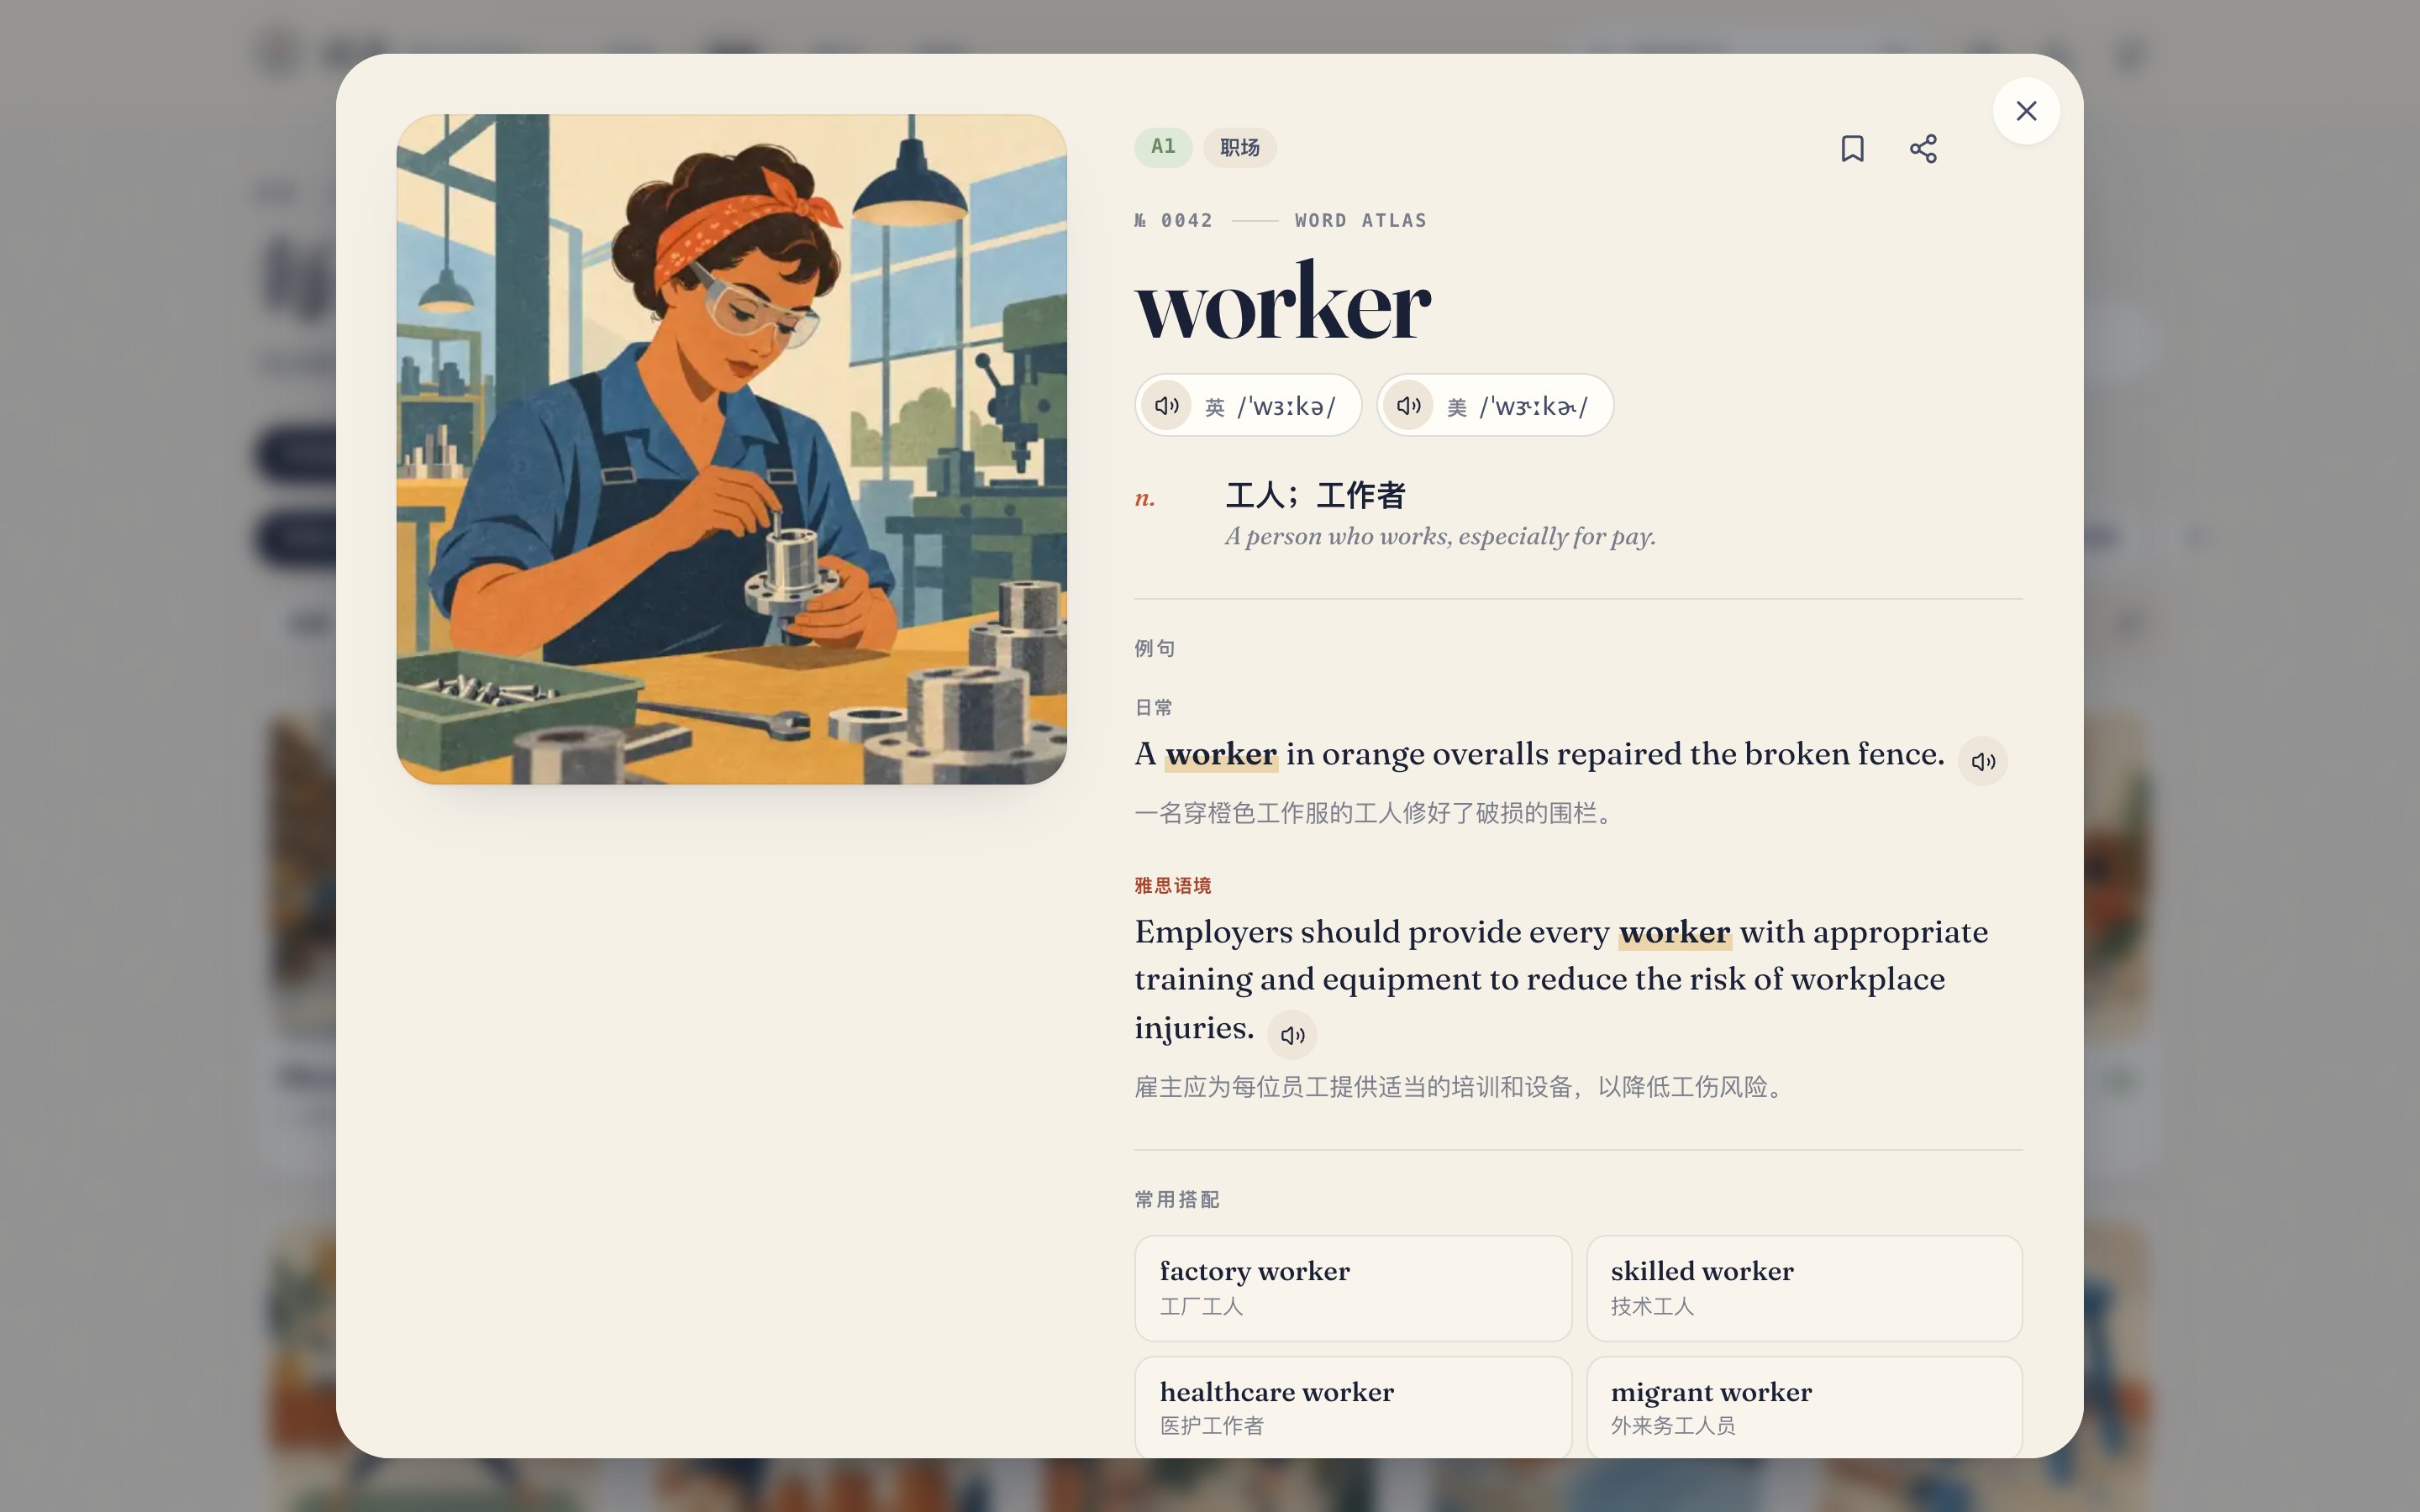 A1 职场
№ 0042 WORD ATLAS
worker
英 /ˈwɜːkə/ 美 /ˈwɝːkɚ/
n. 工人；工作者
A person who works, especially for pay.
例句
日常
A worker in orange overalls repaired the broken fence.
一名穿橙色工作服的工人修好了破损的围栏。
雅思语境
Employers should provide every worker with appropriate
training and equipment to reduce the risk of workplace
injuries.
雇主应为每位员工提供适当的培训和设备，以降低工伤风险。
常用搭配
factory worker skilled worker
工厂工人 技术工人
healthcare worker migrant worker
医护工作者 外来务工人员